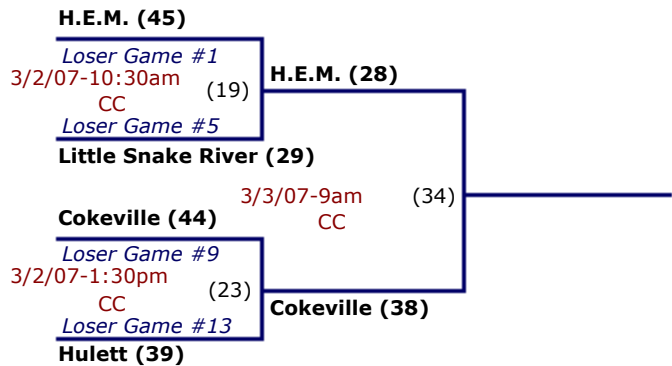 H.E.M. (45)
Loser Game #1
3/2/07-10:30am
CC
(19)
Loser Game #5
Little Snake River (29)
H.E.M. (28)
3/3/07-9am
CC
(34)
Cokeville (44)
Loser Game #9
3/2/07-1:30pm
CC
(23)
Loser Game #13
Hulett (39)
Cokeville (38)